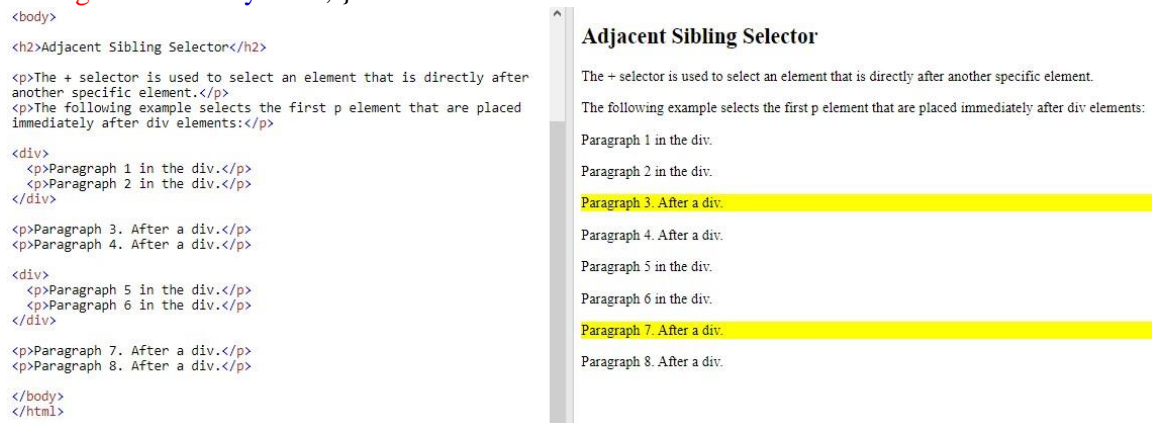 <body>
<h2>Adjacent Sibling Selector</h2>
<p>The + selector is used to select an element that is directly after
another specific element.</p>
<p>The following example selects the first p element that are placed
immediately after div elements:</p>
<div>
<p>Paragraph 1 in the div.</p>
<p>Paragraph 2 in the div.</p>
</div>
<p>Paragraph 3. After a div.</p>
<p>Paragraph 4. After a div.</p>
<div>
<p>Paragraph 5 in the div.</p>
<p>Paragraph 6 in the div.</p>
</div>
<p>Paragraph 7. After a div.</p>
<p>Paragraph 8. After a div.</p>
</body>
</html>
Adjacent Sibling Selector
The + selector is used to select an element that is directly after another specific element.
The following example selects the first p element that are placed immediately after div elements:
Paragraph 1 in the div.
Paragraph 2 in the div.
Paragraph 3. After a div.
Paragraph 4. After a div.
Paragraph 5 in the div.
Paragraph 6 in the div.
Paragraph 7. After a div.
Paragraph 8. After a div.